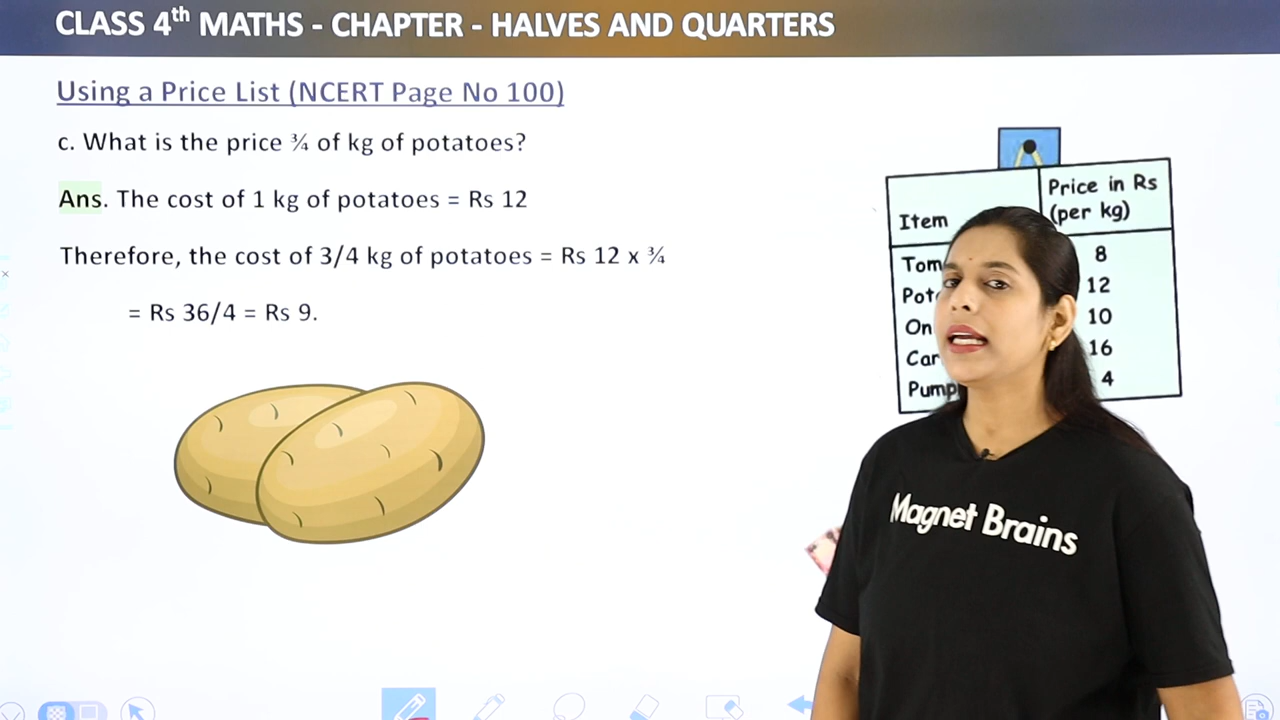 CLASS 4th MATHS - CHAPTER - HALVES AND QUARTERS
Using a Price List (NCERT Page No 100)
c. What is the price ¾ of kg of potatoes?
Ans. The cost of 1 kg of potatoes = Rs 12
Therefore, the cost of 3/4 kg of potatoes = Rs 12 x ¾
= Rs 36/4 = Rs 9.
Item
Price in Rs
(per kg)
8
12
10
16
4
Magnet Brains